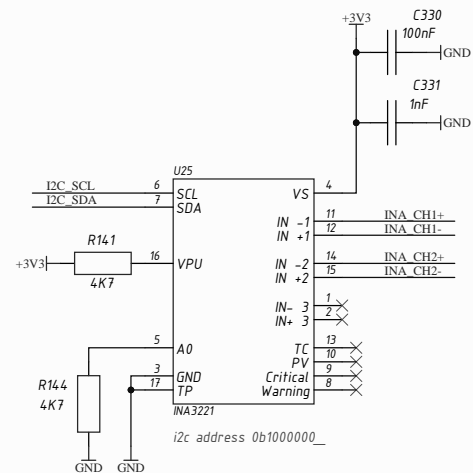 +3V3
C330
100nF
GND
C331
1nF
GND
U25
I2C_SCL 6 SCL
I2C_SDA 7 SDA
VS 4
IN -1 11 INA_CH1+
IN +1 12 INA_CH1-
R141
+3V3 16 VPU
4K7
IN -2 14 INA_CH2+
IN +2 15 INA_CH2-
IN- 3 1
IN+ 3 2
5 A0
TC 13
PV 10
R144
4K7
3 GND
17 TP
Critical 9
Warning 8
INA3221
i2c address 0b1000000_
GND
GND